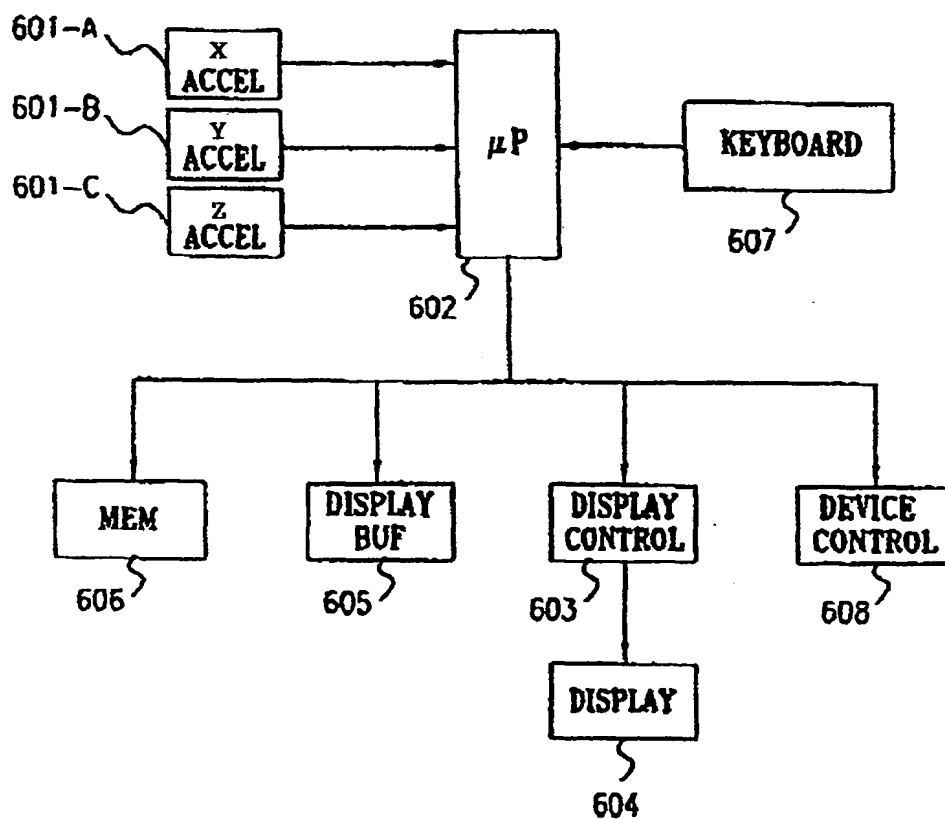 601-A
X
ACCEL
601-B
Y
ACCEL
601-C
Z
ACCEL
μP
602
KEYBOARD
607
MEM
606
DISPLAY
BUF
605
DISPLAY
CONTROL
603
DEVICE
CONTROL
608
DISPLAY
604